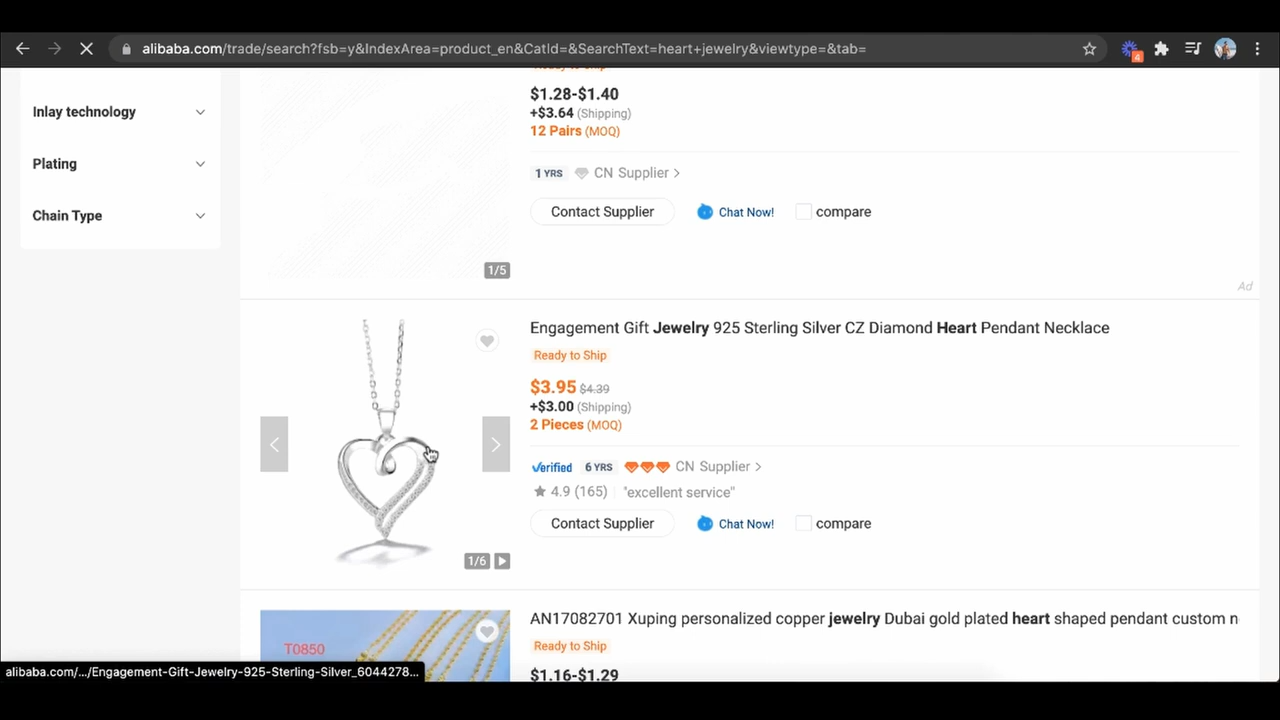 alibaba.com/trade/search?fsb=y&IndexArea=product_en&CatId=&SearchText=heart+jewelry&viewtype=&tab=
4
Ready to Ship
Inlay technology
Plating
Chain Type
$1.28-$1.40
+$3.64 (Shipping)
12 Pairs (MOQ)
1 YRS CN Supplier >
Contact Supplier Chat Now! compare
1/5
Ad
Engagement Gift Jewelry 925 Sterling Silver CZ Diamond Heart Pendant Necklace
Ready to Ship
$3.95 $4.39
+$3.00 (Shipping)
2 Pieces (MOQ)
Verified 6 YRS CN Supplier >
4.9 (165) "excellent service"
Contact Supplier Chat Now! compare
1/6
AN17082701 Xuping personalized copper jewelry Dubai gold plated heart shaped pendant custom n
T0850
Ready to Ship
$1.16-$1.29
alibaba.com/.../Engagement-Gift-Jewelry-925-Sterling-Silver_6044278...